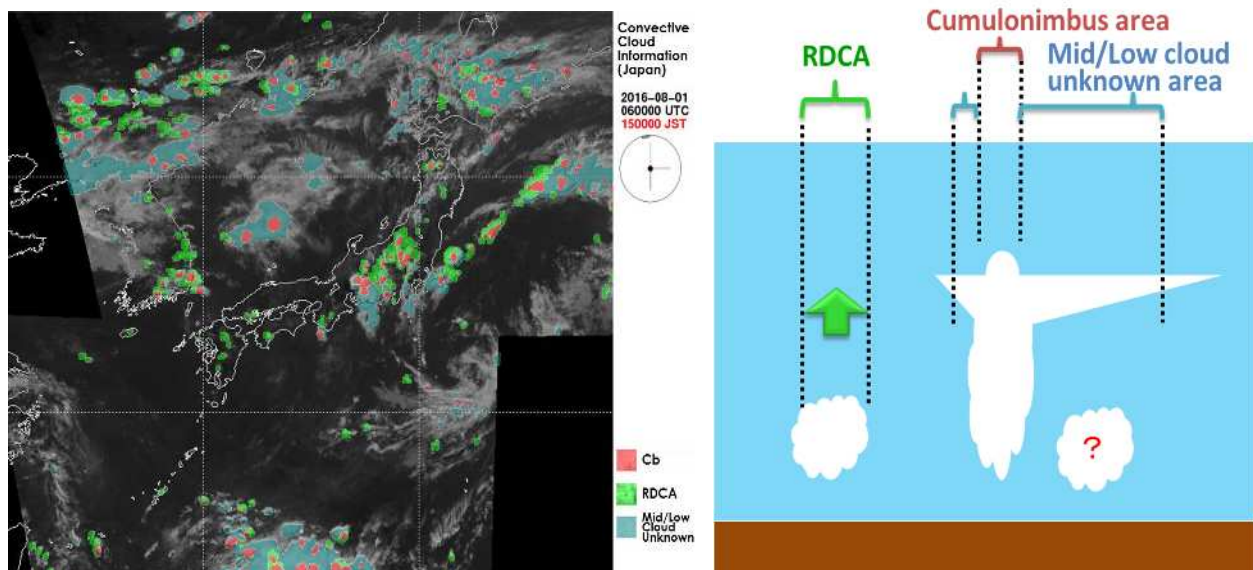 Convective
Cloud
Information
(Japan)
2016-08-01
060000 UTC
150000 JST
Cb
RDCA
Mid/Low
Cloud
Unknown
Cumulonimbus area
RDCA
Mid/Low cloud
unknown area
?